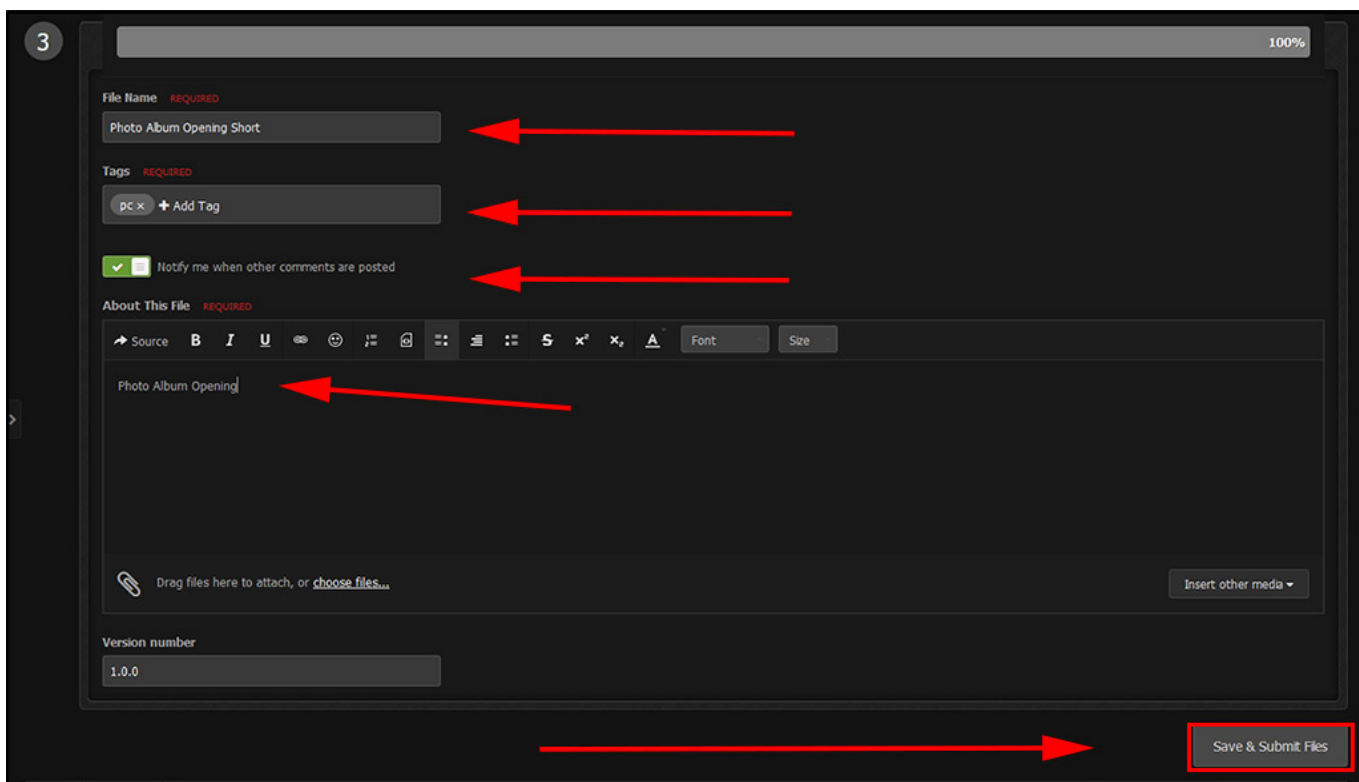 3
100%
File Name REQUIRED
Photo Album Opening Short
Tags REQUIRED
pc × + Add Tag
Notify me when other comments are posted
About This File REQUIRED
Source B I U S x² x₂ A Font Size
Photo Album Opening
Drag files here to attach, or choose files...
Insert other media
Version number
1.0.0
Save & Submit Files